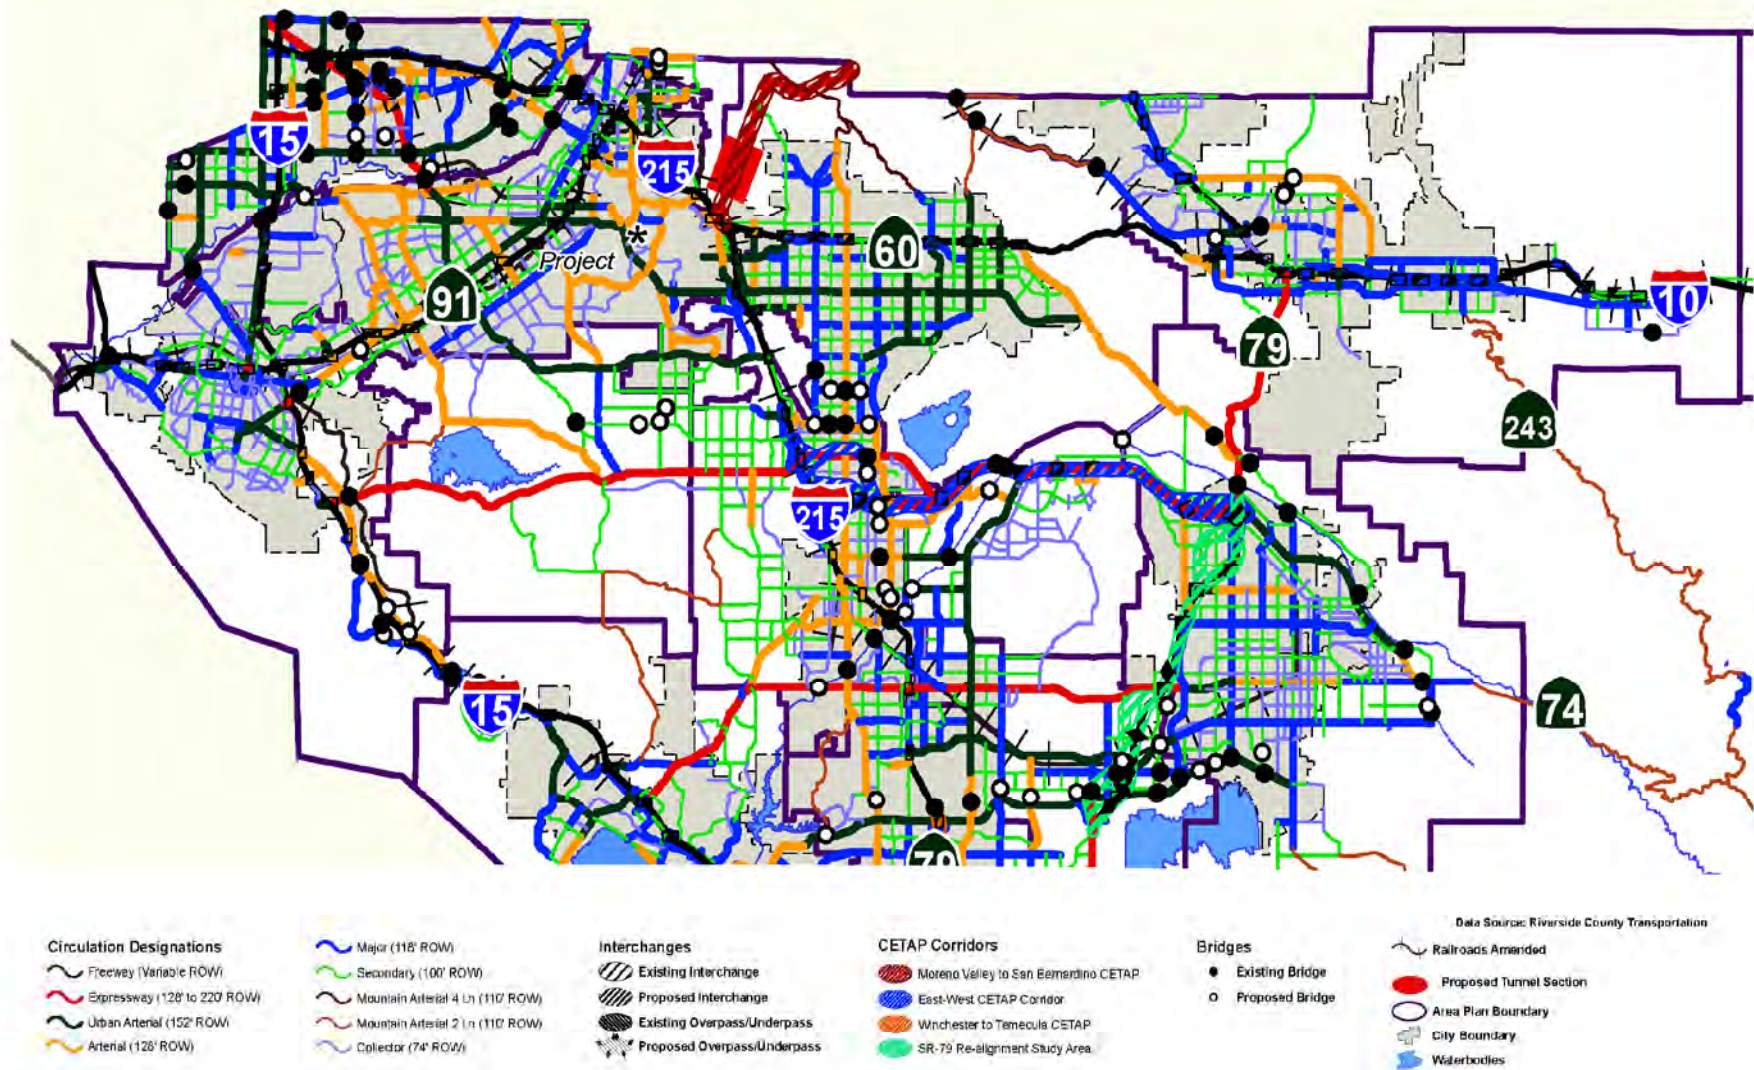 15
215
60
Project
91
10
79
243
215
74
15
79
Data Source: Riverside County Transportation
Circulation Designations
Freeway (Variable ROW)
Expressway (128' to 220' ROW)
Urban Arterial (152' ROW)
Arterial (128' ROW)
Major (118' ROW)
Secondary (100' ROW)
Mountain Arterial 4 Ln (110' ROW)
Mountain Arterial 2 Ln (110' ROW)
Collector (74' ROW)
Interchanges
Existing Interchange
Proposed Interchange
Existing Overpass/Underpass
Proposed Overpass/Underpass
CETAP Corridors
Moreno Valley to San Bernardino CETAP
East-West CETAP Corridor
Winchester to Temecula CETAP
SR-79 Re-alignment Study Area
Bridges
Existing Bridge
Proposed Bridge
Railroads Amended
Proposed Tunnel Section
Area Plan Boundary
City Boundary
Waterbodies